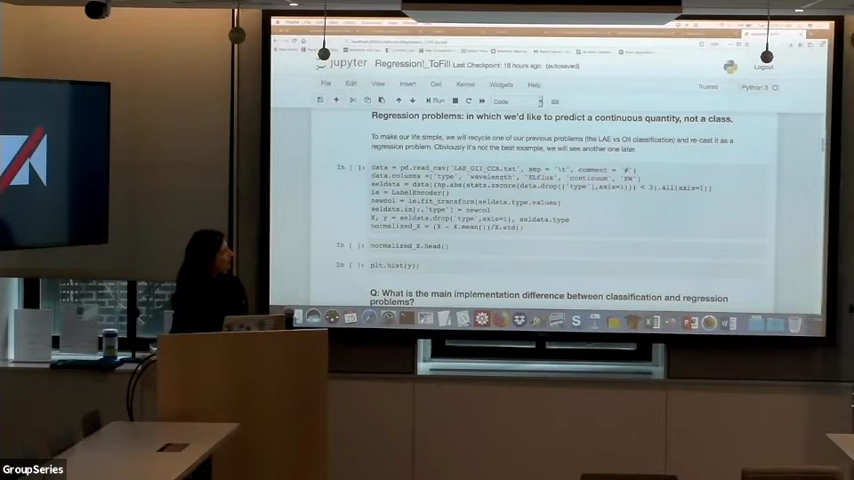 jupyter Regression!_ToFill Last Checkpoint: 18 hours ago (autosaved)
Logout
File Edit View Insert Cell Kernel Widgets Help
Trusted Python 3
Run Code
Regression problems: in which we'd like to predict a continuous quantity, not a class.
To make our life simple, we will recycle one of our previous problems (the LAE vs OII classification) and re-cast it as a
regression problem. Obviously it's not the best example, we will see another one later.
In [ ]: data = pd.read_csv('LAE_OII_CCA.txt', sep = '\t', comment = '#')
data.columns =['type', 'wavelength', 'ELflux', 'continuum', 'EW']
seldata = data[(np.abs(stats.zscore(data.drop(['type'],axis=1))) < 3).all(axis=1)]
le = LabelEncoder()
newcol = le.fit_transform(seldata.type.values)
seldata.ix[:,'type'] = newcol
X, y = seldata.drop('type',axis=1), seldata.type
normalized_X = (X - X.mean())/X.std()
In [ ]: normalized_X.head()
In [ ]: plt.hist(y);
Q: What is the main implementation difference between classification and regression
problems?
GroupSeries